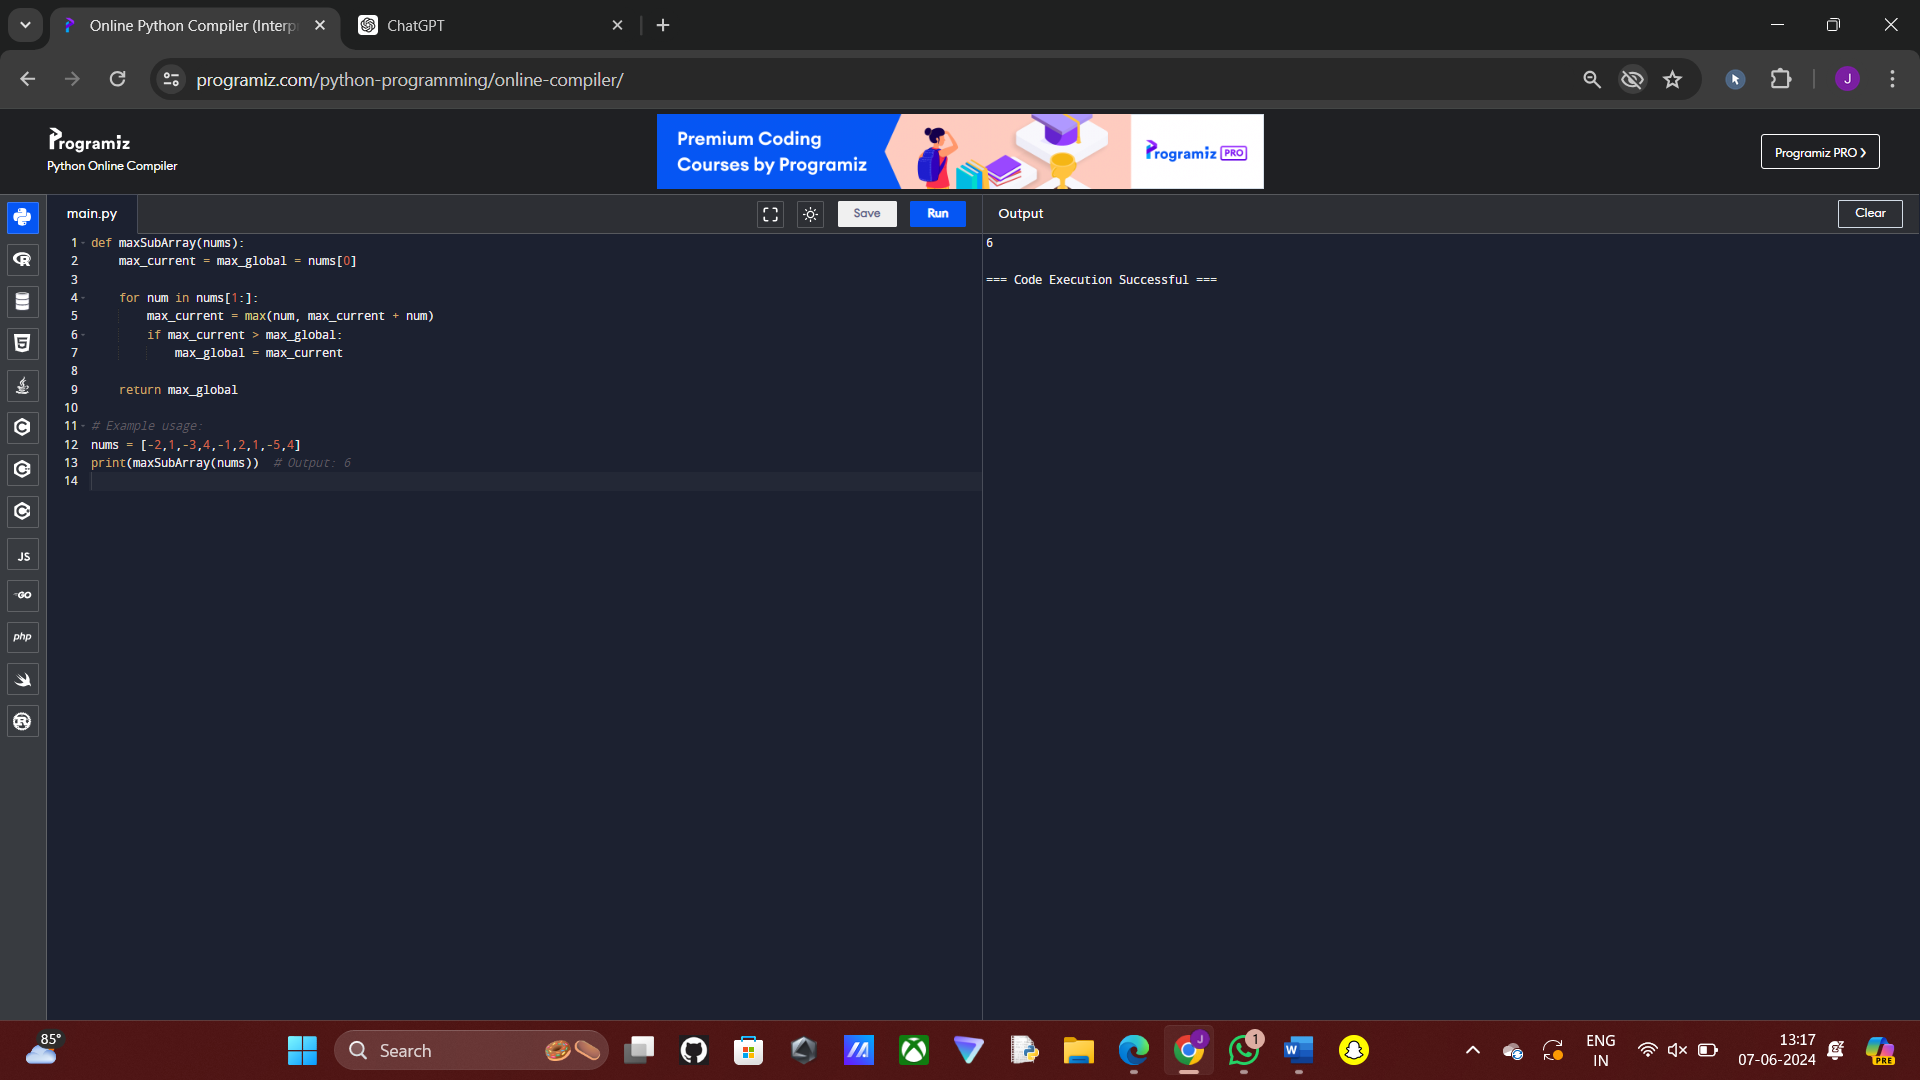 Online Python Compiler (Interp
ChatGPT
programiz.com/python-programming/online-compiler/
J
Programiz
Python Online Compiler
Premium Coding
Courses by Programiz
Programiz PRO
Programiz PRO
main.py
Save
Run
Output
Clear
1 def maxSubArray(nums):
2     max_current = max_global = nums[0]
3
4     for num in nums[1:]:
5         max_current = max(num, max_current + num)
6         if max_current > max_global:
7             max_global = max_current
8
9     return max_global
10
11 # Example usage:
12 nums = [-2,1,-3,4,-1,2,1,-5,4]
13 print(maxSubArray(nums))  # Output: 6
14
6
=== Code Execution Successful ===
R
5
C
C
C
JS
GO
php
R
85°
Search
J
1
W
ENG
IN
13:17
07-06-2024
PRE